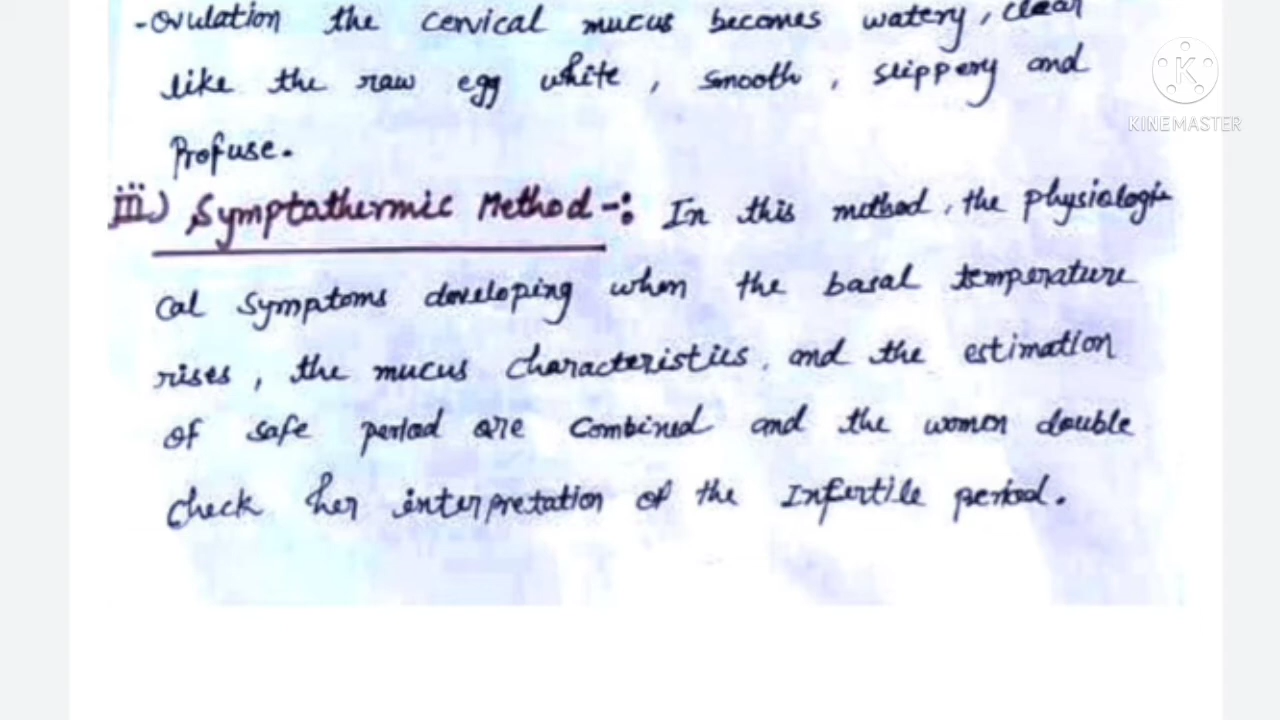 -ovulation the cervical mucus becomes watery, clear
like the raw egg white, smooth, slippery and
Profuse.
iii) Symptathermic Method -: In this method, the physiologi
cal symptoms developing when the basal temperature
rises, the mucus characteristics, and the estimation
of safe period are combined and the women double
check her interpretation of the Infertile period.
K
KINEMASTER